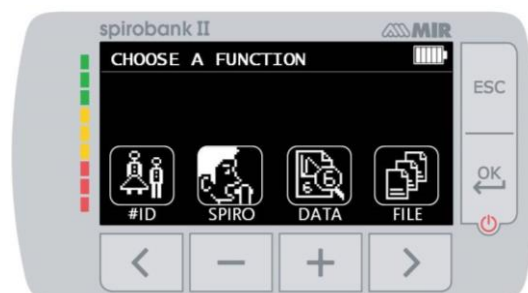 spirobank II
MIR
CHOOSE A FUNCTION
ESC
OK
#ID SPIRO DATA FILE